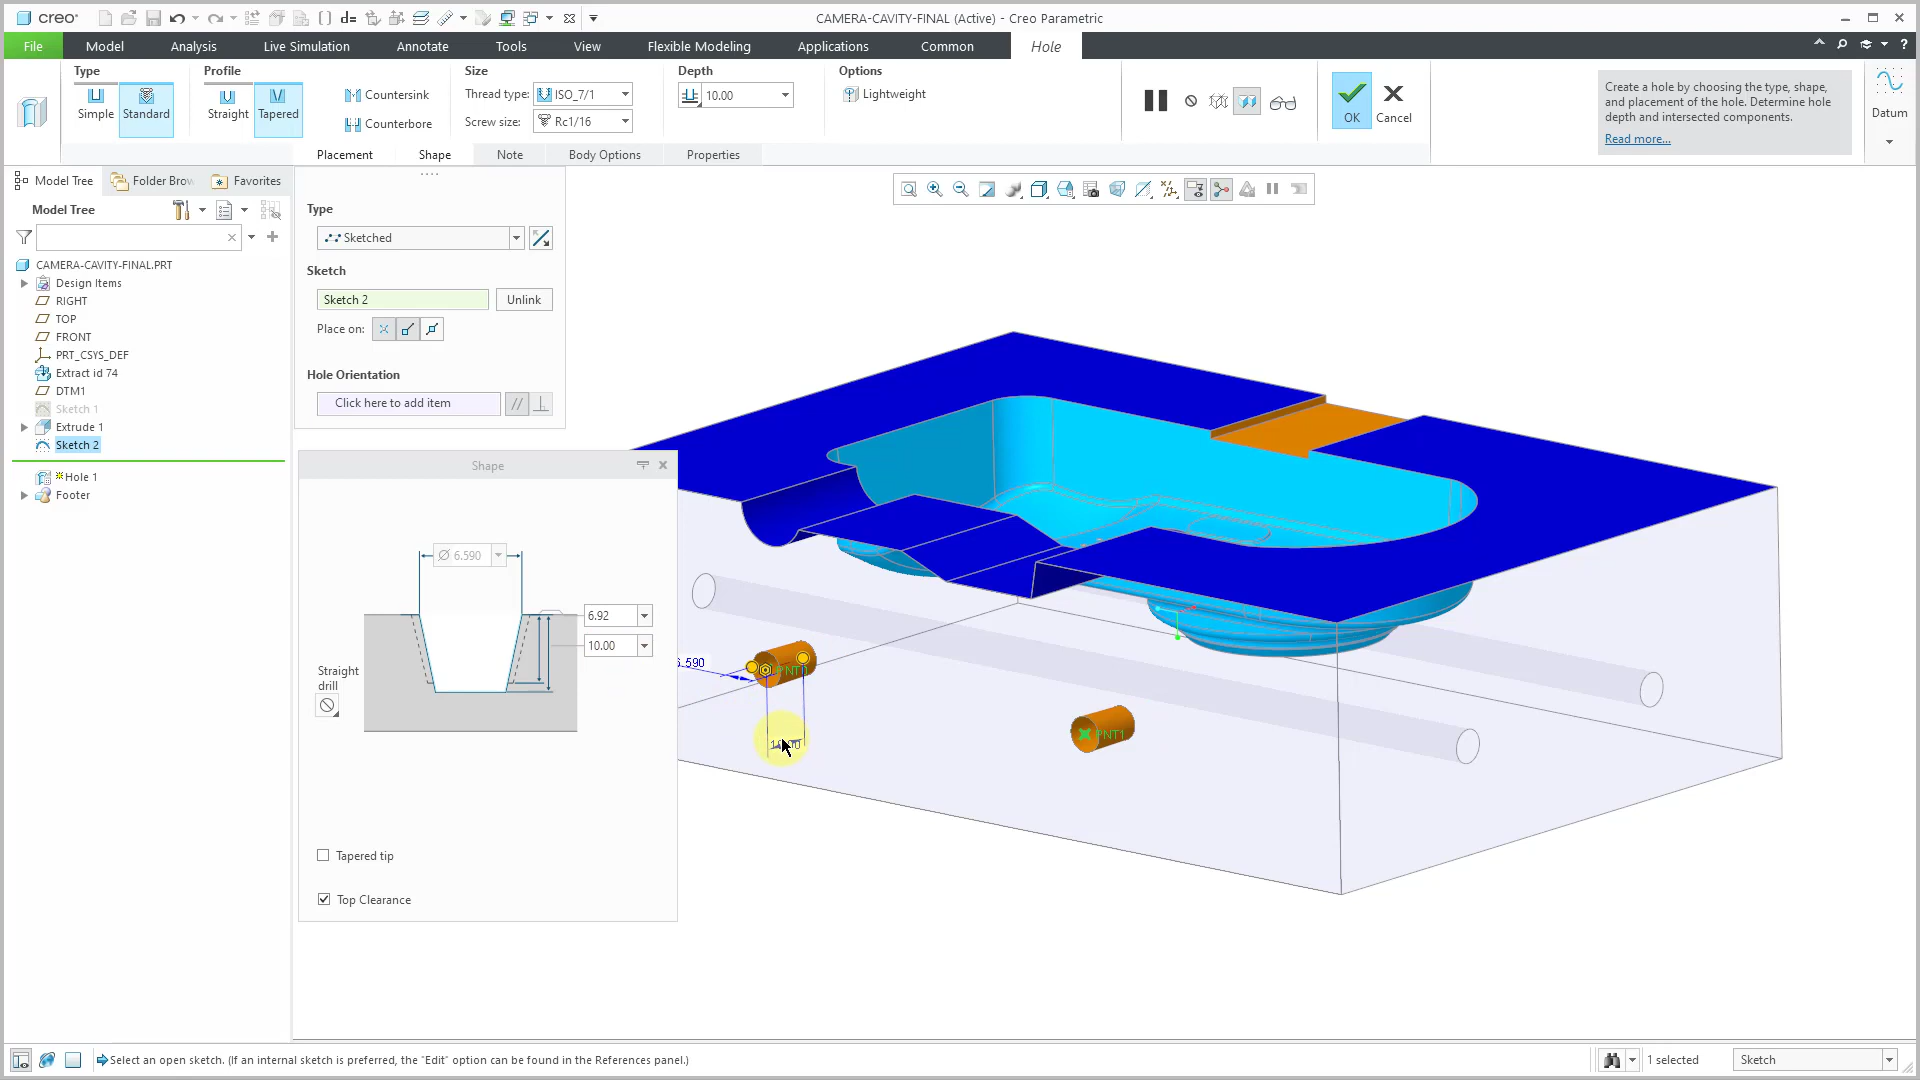 creo®
CAMERA-CAVITY-FINAL (Active) - Creo Parametric
File
Model
Analysis
Live Simulation
Annotate
Tools
View
Flexible Modeling
Applications
Common
Hole
Type
Profile
Size
Depth
Options
Simple
Standard
Straight
Tapered
Countersink
Counterbore
Thread type:
ISO_7/1
Screw size:
Rc1/16
10.00
Lightweight
OK
Cancel
Create a hole by choosing the type, shape,
and placement of the hole. Determine hole
depth and intersected components.
Read more...
Datum
Placement
Shape
Note
Body Options
Properties
Model Tree
Folder Brow
Favorites
Model Tree
CAMERA-CAVITY-FINAL.PRT
Design Items
RIGHT
TOP
FRONT
PRT_CSYS_DEF
Extract id 74
DTM1
Sketch 1
Extrude 1
Sketch 2
Hole 1
Footer
Type
Sketched
Sketch
Sketch 2
Unlink
Place on:
Hole Orientation
Click here to add item
Shape
Ø 6.590
6.92
10.00
Straight
drill
Tapered tip
Top Clearance
6.590
PNT1
Select an open sketch. (If an internal sketch is preferred, the "Edit" option can be found in the References panel.)
1 selected
Sketch